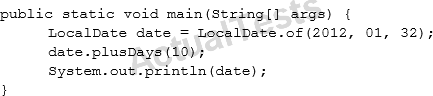 public static void main(String[] args) {
LocalDate date = LocalDate.of(2012, 01, 32);
date.plusDays(10);
System.out.println(date);
}
ActualTests